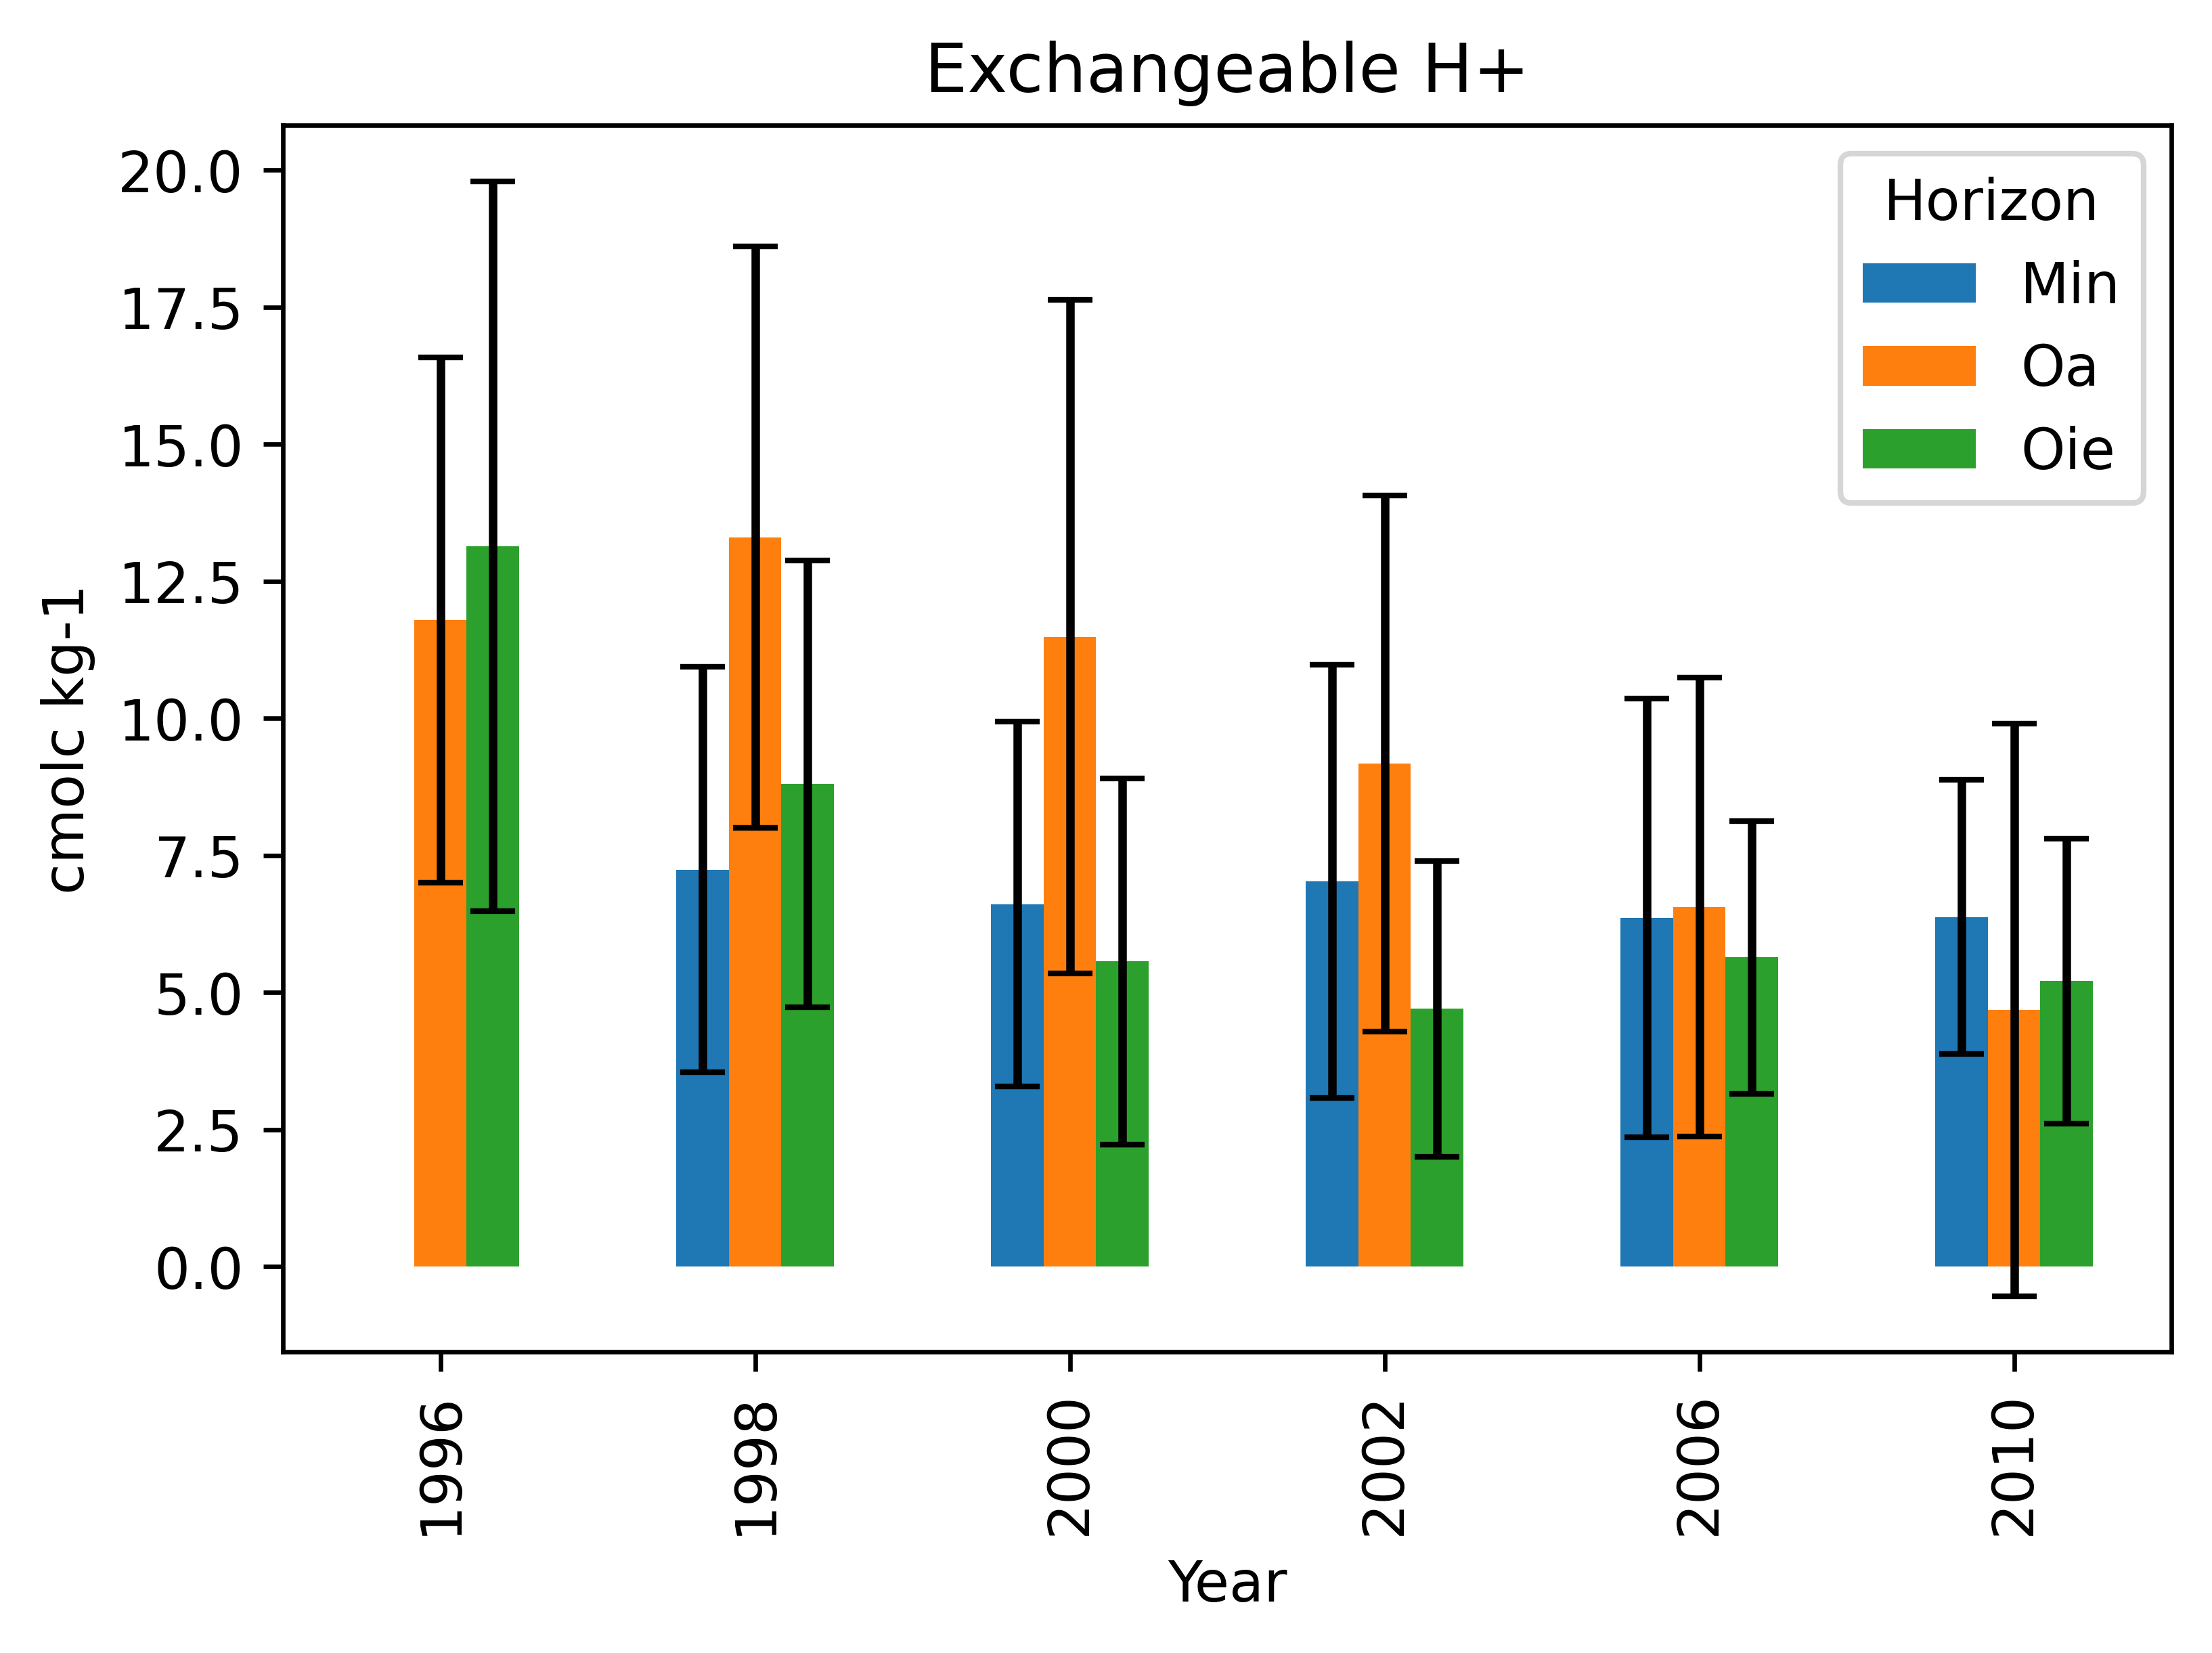 Exchangeable H+
20.0
17.5
15.0
12.5
10.0
7.5
5.0
2.5
0.0
cmolc kg-1
Horizon
Min
Oa
Oie
1996
1998
2000
2002
2006
2010
Year